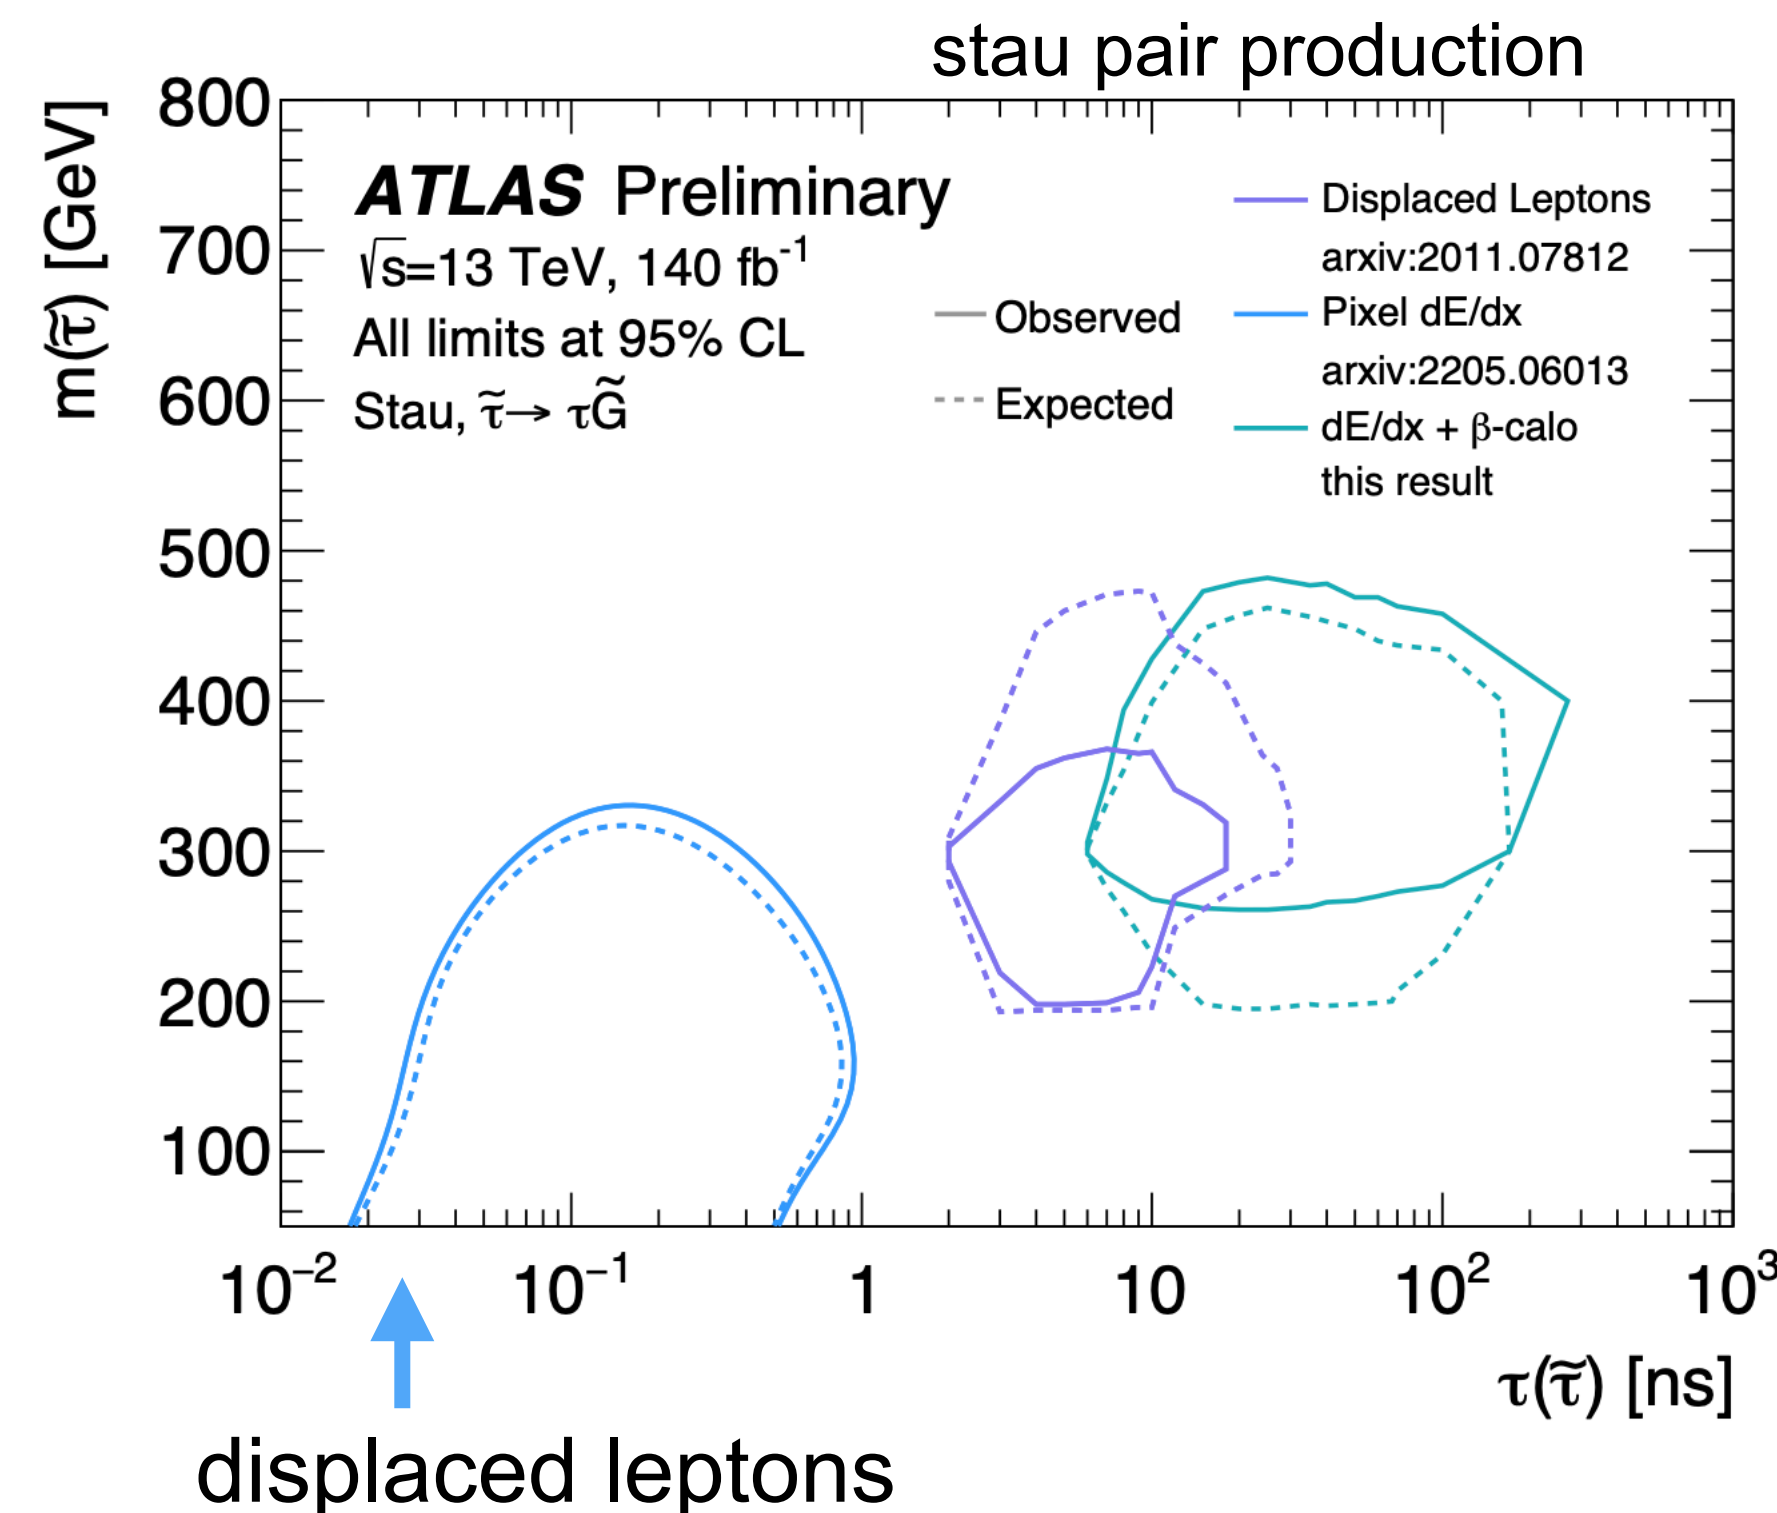 stau pair production
m(τ̃) [GeV]
800
700
600
500
400
300
200
100
ATLAS Preliminary
√s=13 TeV, 140 fb⁻¹
All limits at 95% CL
Stau, τ̃→ τG̃
Observed
Expected
Displaced Leptons
arxiv:2011.07812
Pixel dE/dx
arxiv:2205.06013
dE/dx + β-calo
this result
10⁻² 10⁻¹ 1 10 10² 10³
τ(τ̃) [ns]
displaced leptons